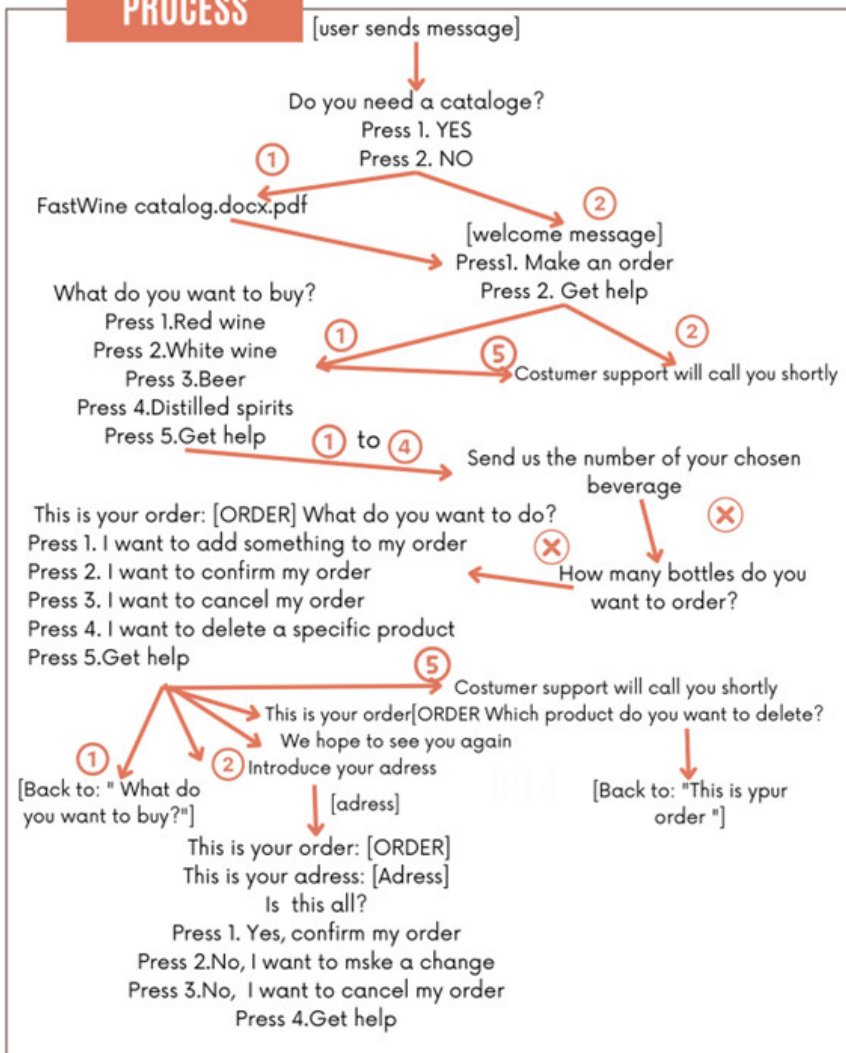 PROCESS
[user sends message]
Do you need a cataloge?
Press 1. YES
Press 2. NO
1
FastWine catalog.docx.pdf
2
[welcome message]
Press1. Make an order
Press 2. Get help
What do you want to buy?
Press 1.Red wine
Press 2.White wine
Press 3.Beer
Press 4.Distilled spirits
Press 5.Get help
1
2
5
Costumer support will call you shortly
1 to 4
Send us the number of your chosen
beverage
X
How many bottles do you
want to order?
X
This is your order: [ORDER] What do you want to do?
Press 1. I want to add something to my order
Press 2. I want to confirm my order
Press 3. I want to cancel my order
Press 4. I want to delete a specific product
Press 5.Get help
5
Costumer support will call you shortly
This is your order[ORDER Which product do you want to delete?
We hope to see you again
1
2 Introduce your adress
[Back to: " What do
you want to buy?"]
[adress]
[Back to: "This is ypur
order "]
This is your order: [ORDER]
This is your adress: [Adress]
Is this all?
Press 1. Yes, confirm my order
Press 2.No, I want to mske a change
Press 3.No, I want to cancel my order
Press 4.Get help